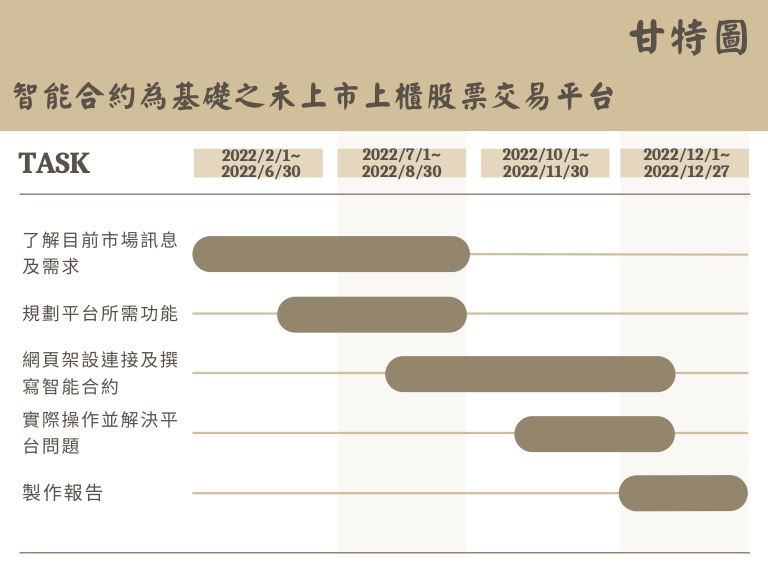 甘特圖
智能合約為基礎之未上市上櫃股票交易平台
TASK
2022/2/1~
2022/6/30
2022/7/1~
2022/8/30
2022/10/1~
2022/11/30
2022/12/1~
2022/12/27
了解目前市場訊息
及需求
規劃平台所需功能
網頁架設連接及撰
寫智能合約
實際操作並解決平
台問題
製作報告